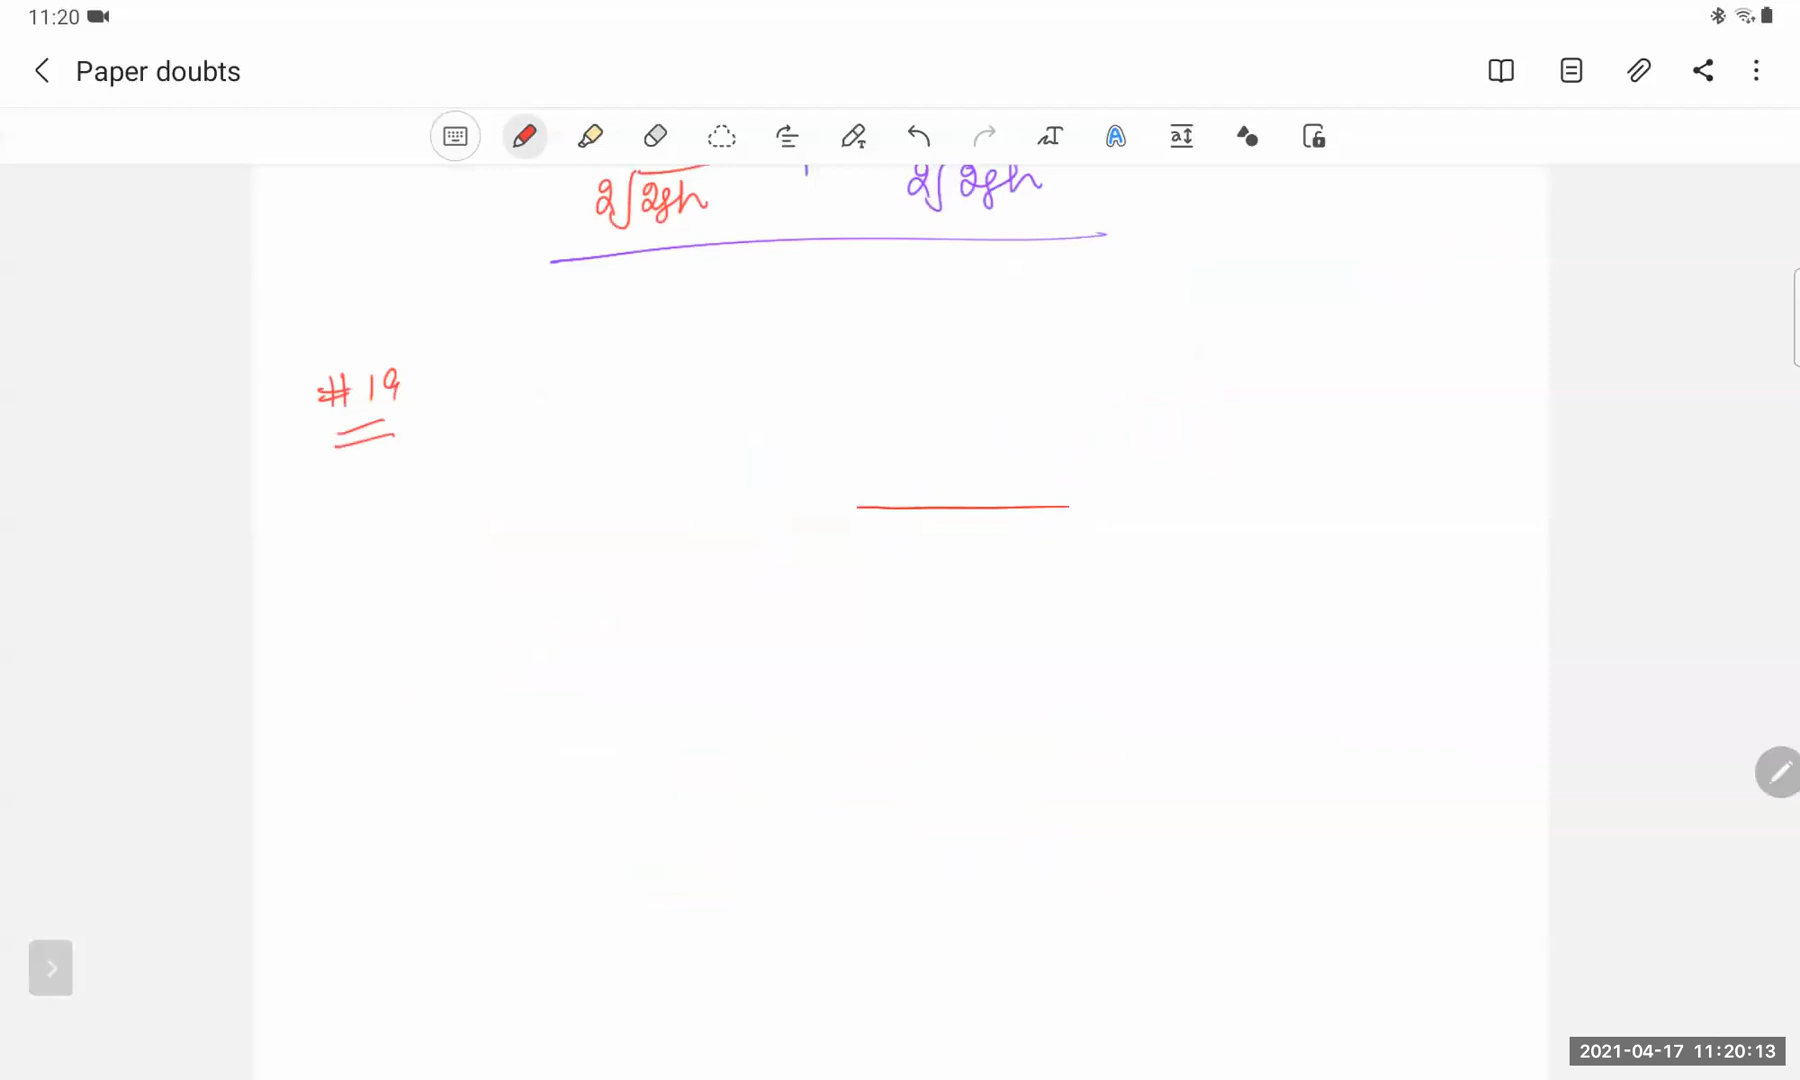 11:20
Paper doubts
2√2gh 2√2gh
# 19
2021-04-17 11:20:13